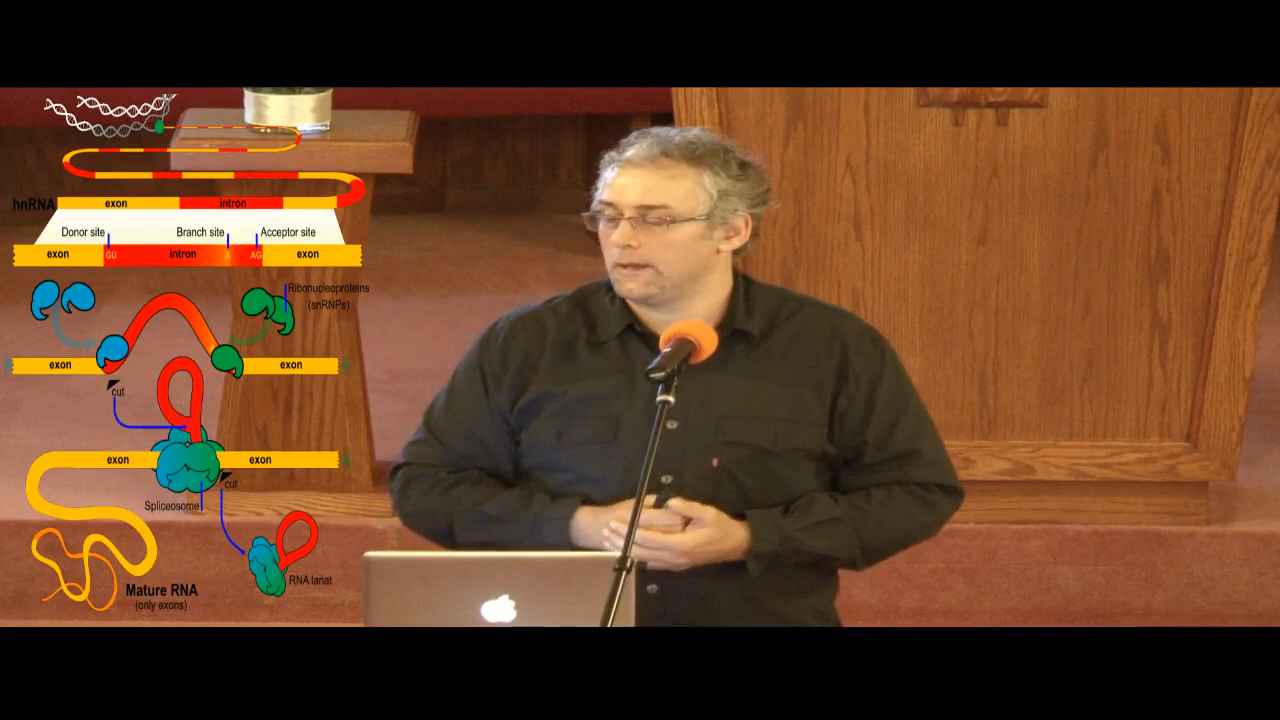 hnRNA
exon
intron
Donor site
Branch site
Acceptor site
exon
GU
intron
A
AG
exon
Ribonucleoproteins
(snRNPs)
exon
exon
cut
exon
exon
cut
Spliceosome
RNA lariat
Mature RNA
(only exons)